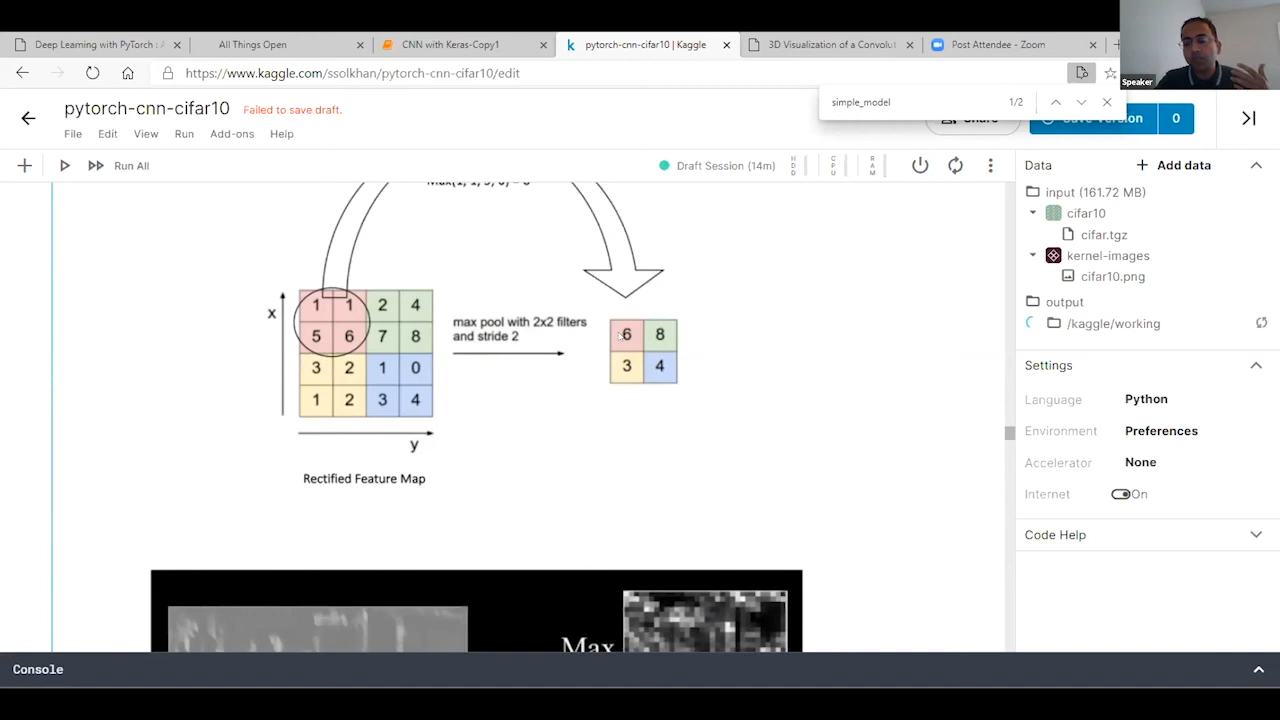 Deep Learning with PyTorch : A
All Things Open
CNN with Keras-Copy1
pytorch-cnn-cifar10 | Kaggle
3D Visualization of a Convolut
Post Attendee - Zoom
https://www.kaggle.com/ssolkhan/pytorch-cnn-cifar10/edit
Speaker
simple_model 1/2
pytorch-cnn-cifar10 Failed to save draft.
Share
Save Version 0
File Edit View Run Add-ons Help
Run All
Draft Session (14m)
HDD
CPU
RAM
Data
Add data
input (161.72 MB)
cifar10
cifar.tgz
kernel-images
cifar10.png
output
/kaggle/working
Settings
Language Python
Environment Preferences
Accelerator None
Internet On
Code Help
x
1 1 2 4
5 6 7 8
3 2 1 0
1 2 3 4
y
Rectified Feature Map
max pool with 2x2 filters
and stride 2
6 8
3 4
Max
Console